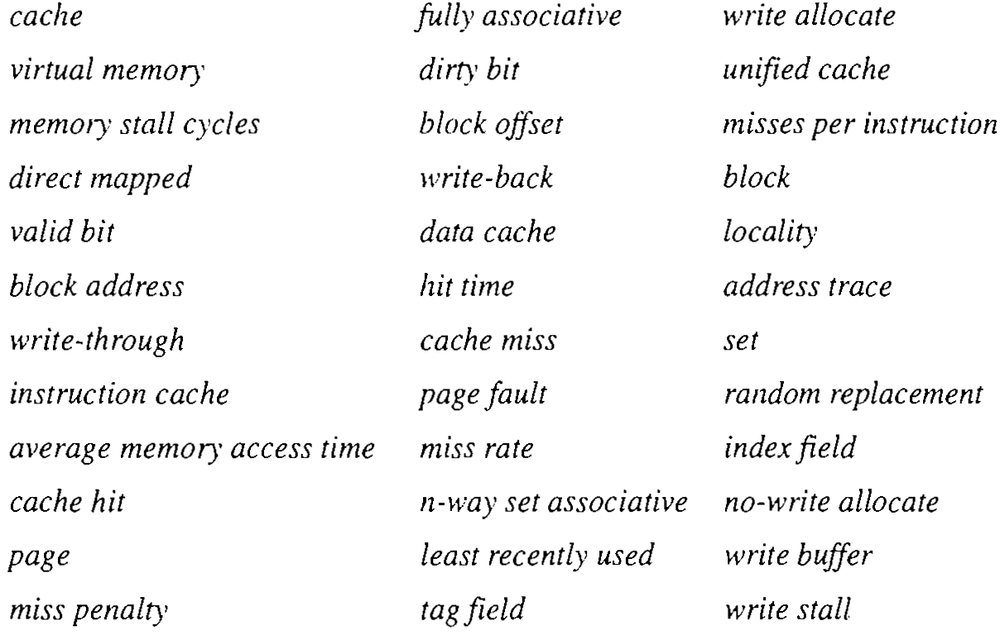 cache fully associative write allocate
virtual memory dirty bit unified cache
memory stall cycles block offset misses per instruction
direct mapped write-back block
valid bit data cache locality
block address hit time address trace
write-through cache miss set
instruction cache page fault random replacement
average memory access time miss rate index field
cache hit n-way set associative no-write allocate
page least recently used write buffer
miss penalty tag field write stall